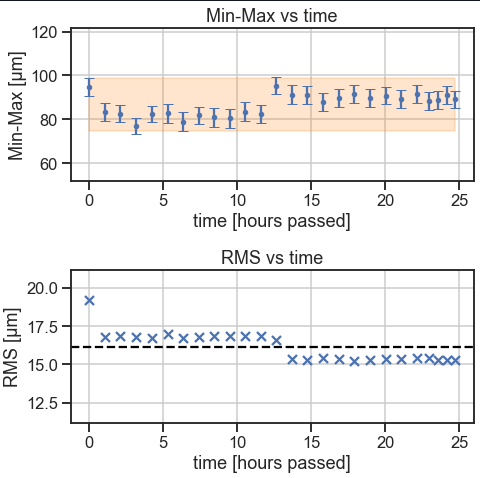 Min-Max vs time
120
100
80
60
Min-Max [μm]
0 5 10 15 20 25
time [hours passed]
RMS vs time
20.0
17.5
15.0
12.5
RMS [μm]
0 5 10 15 20 25
time [hours passed]